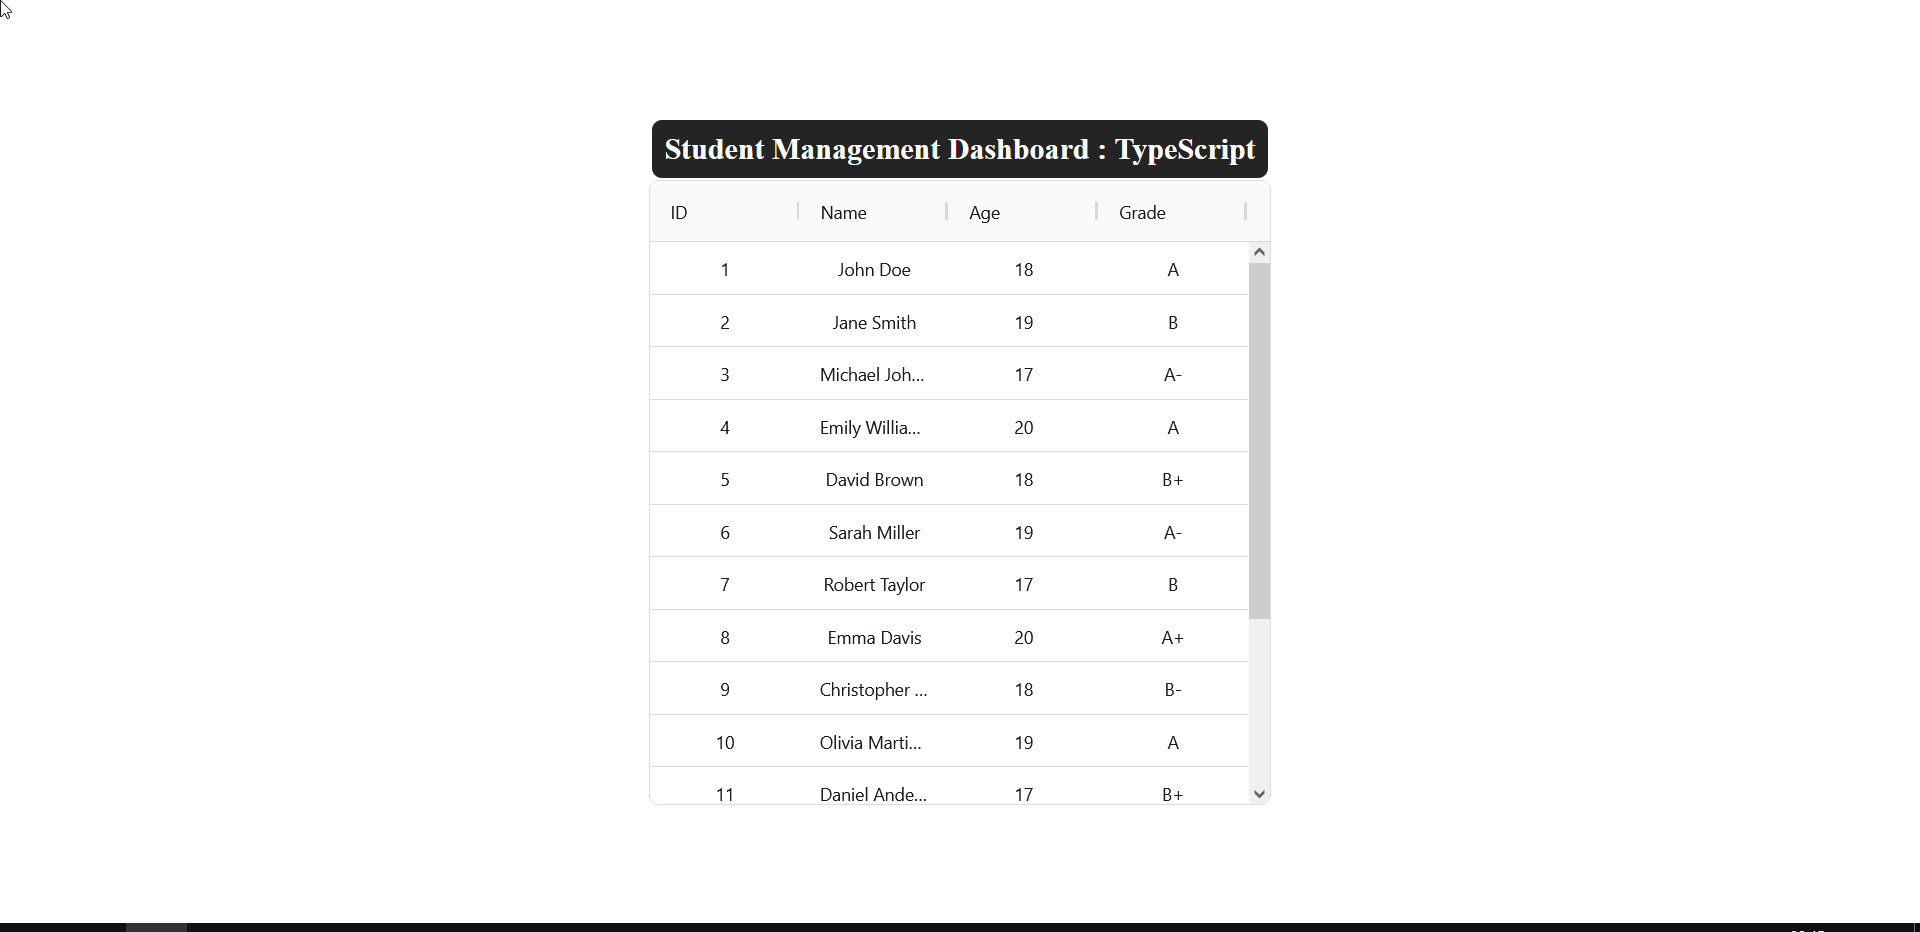 Student Management Dashboard : TypeScript
ID Name Age Grade
1 John Doe 18 A
2 Jane Smith 19 B
3 Michael Joh... 17 A-
4 Emily Willia... 20 A
5 David Brown 18 B+
6 Sarah Miller 19 A-
7 Robert Taylor 17 B
8 Emma Davis 20 A+
9 Christopher ... 18 B-
10 Olivia Marti... 19 A
11 Daniel Ande... 17 B+